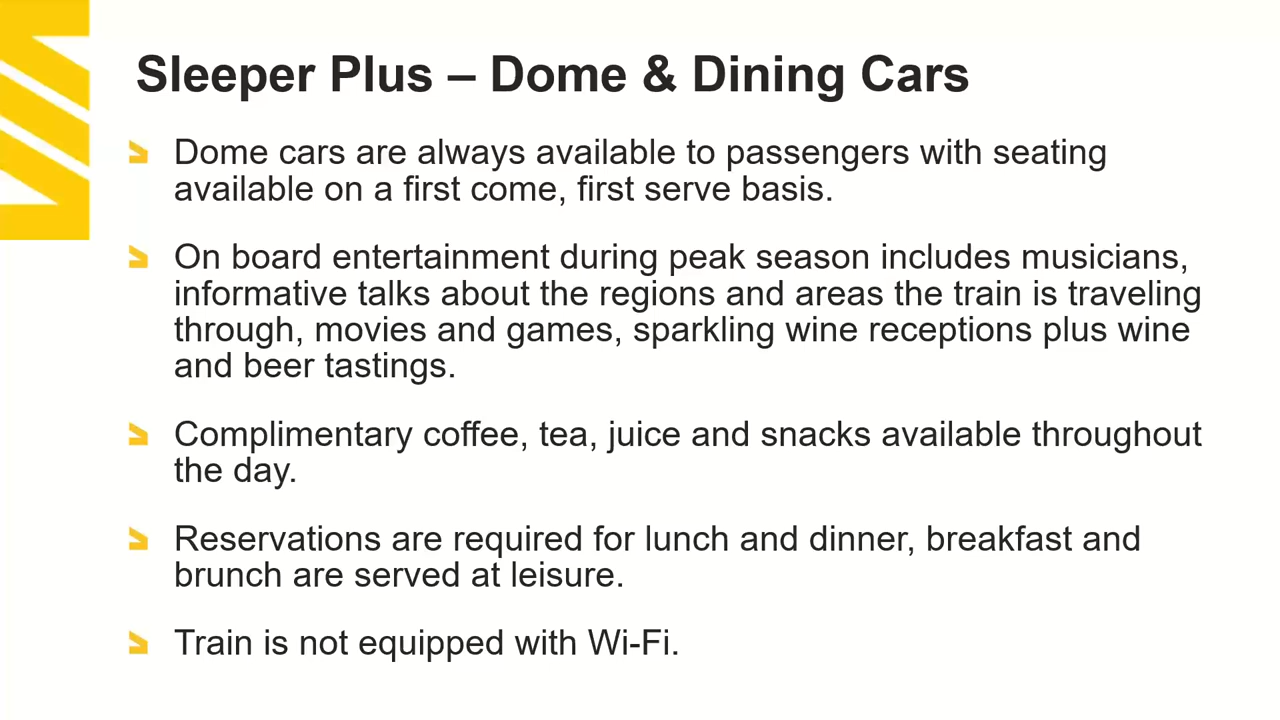 Sleeper Plus – Dome & Dining Cars
Dome cars are always available to passengers with seating
available on a first come, first serve basis.
On board entertainment during peak season includes musicians,
informative talks about the regions and areas the train is traveling
through, movies and games, sparkling wine receptions plus wine
and beer tastings.
Complimentary coffee, tea, juice and snacks available throughout
the day.
Reservations are required for lunch and dinner, breakfast and
brunch are served at leisure.
Train is not equipped with Wi-Fi.